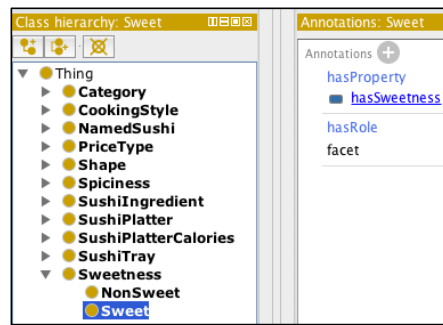 Class hierarchy: Sweet
Thing
Category
CookingStyle
NamedSushi
PriceType
Shape
Spiciness
SushiIngredient
SushiPlatter
SushiPlatterCalories
SushiTray
Sweetness
NonSweet
Sweet
Annotations: Sweet
Annotations
hasProperty
hasSweetness
hasRole
facet